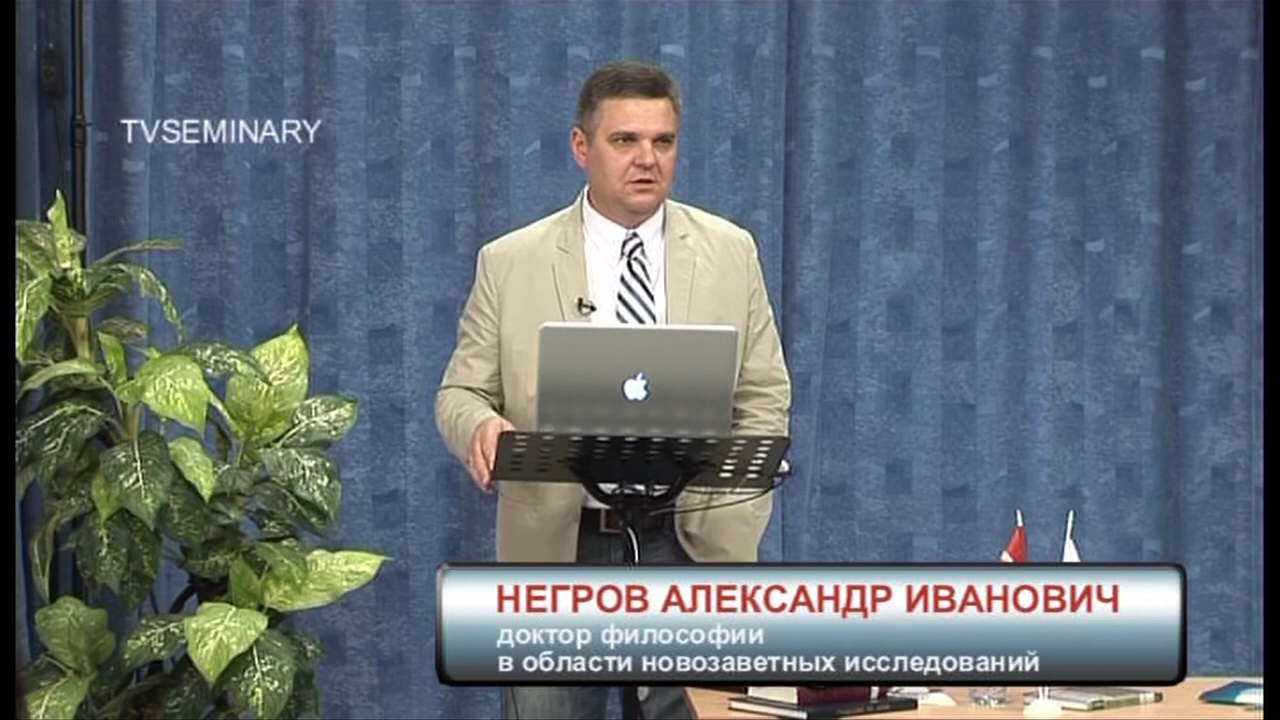 TVSEMINARY
НЕГРОВ АЛЕКСАНДР ИВАНОВИЧ
доктор философии
в области новозаветных исследований